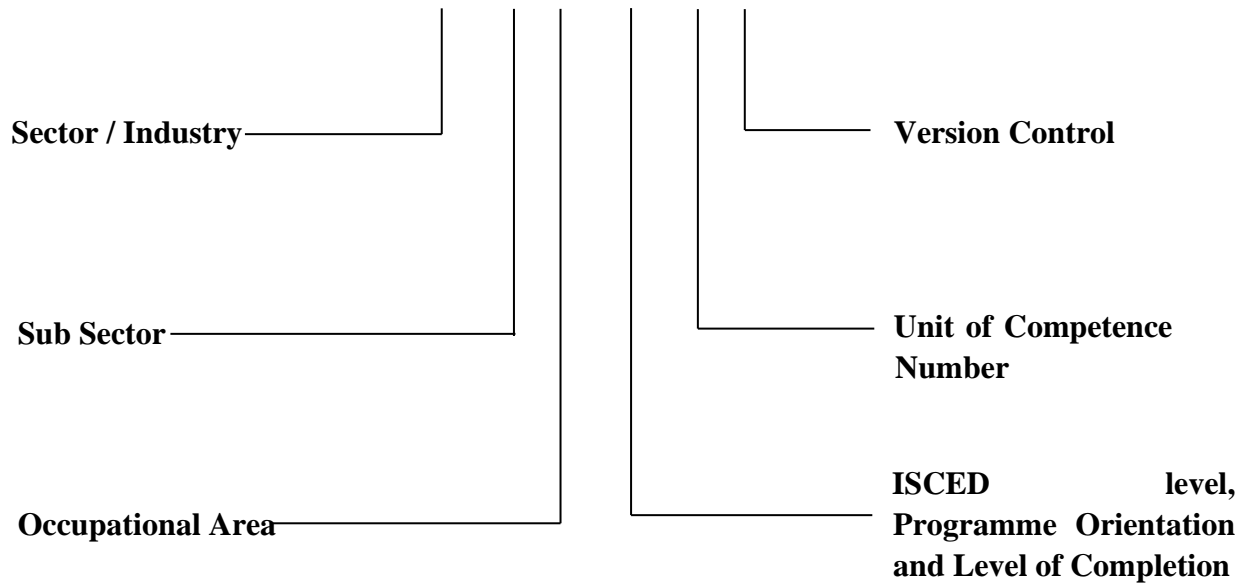 Sector / Industry
Version Control
Sub Sector
Unit of Competence
Number
Occupational Area
ISCED level,
Programme Orientation
and Level of Completion